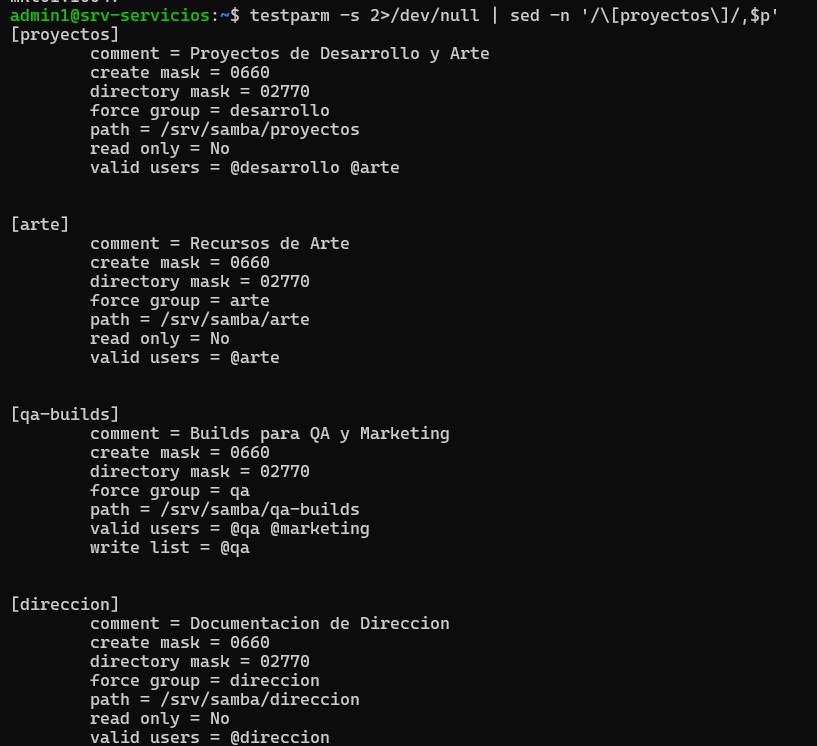 admin1@srv-servicios:~$ testparm -s 2>/dev/null | sed -n '/\[proyectos\]/,$p'
[proyectos]
comment = Proyectos de Desarrollo y Arte
create mask = 0660
directory mask = 02770
force group = desarrollo
path = /srv/samba/proyectos
read only = No
valid users = @desarrollo @arte
[arte]
comment = Recursos de Arte
create mask = 0660
directory mask = 02770
force group = arte
path = /srv/samba/arte
read only = No
valid users = @arte
[qa-builds]
comment = Builds para QA y Marketing
create mask = 0660
directory mask = 02770
force group = qa
path = /srv/samba/qa-builds
valid users = @qa @marketing
write list = @qa
[direccion]
comment = Documentacion de Direccion
create mask = 0660
directory mask = 02770
force group = direccion
path = /srv/samba/direccion
read only = No
valid users = @direccion